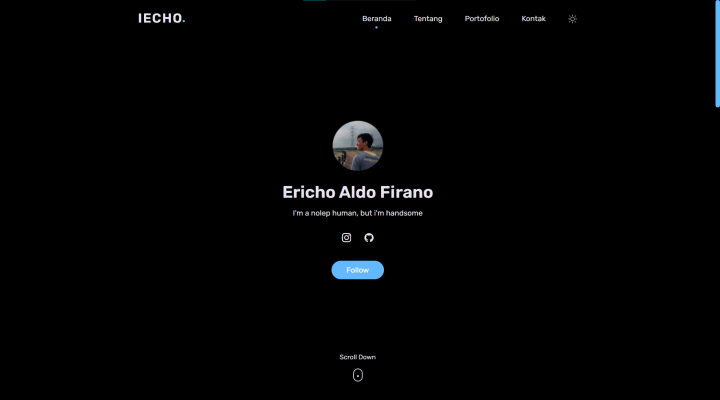 IECHO.
Beranda
Tentang
Portofolio
Kontak
Ericho Aldo Firano
I'm a nolep human, but i'm handsome
Follow
Scroll Down